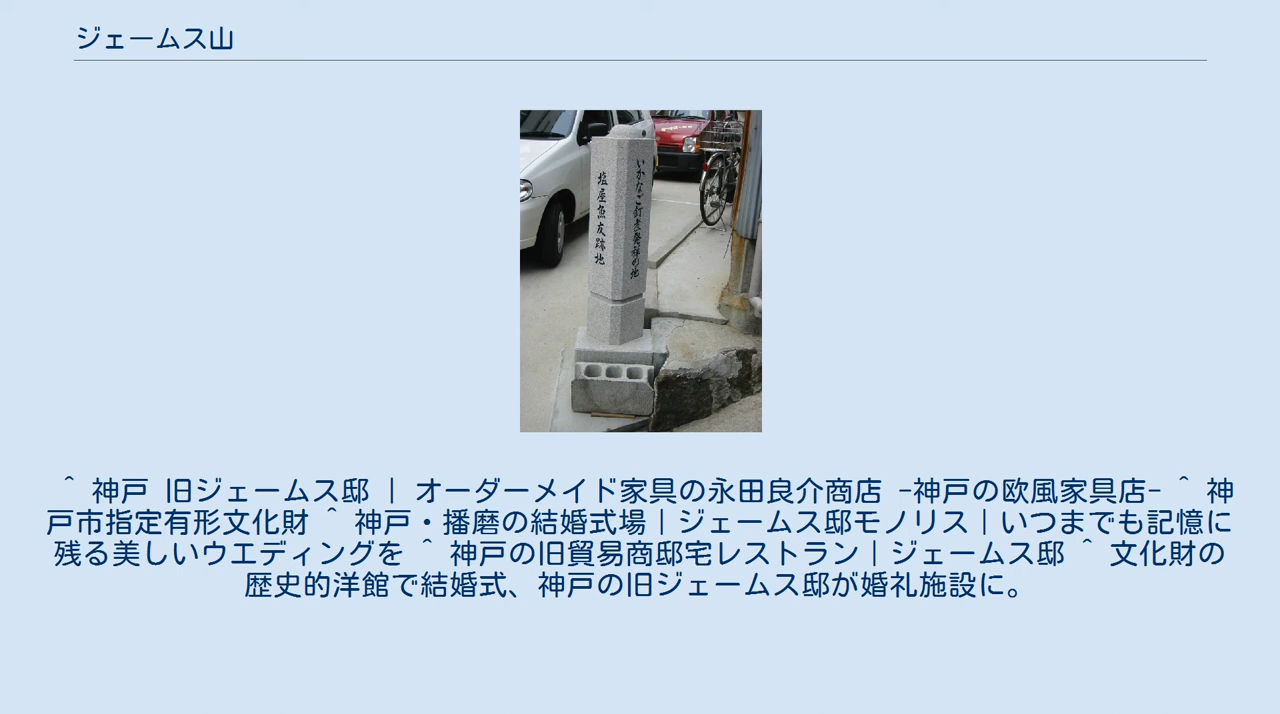 ジェームス山
塩屋魚友跡地
いかなご釘煮発祥の地
^ 神戸 旧ジェームス邸 | オーダーメイド家具の永田良介商店 -神戸の欧風家具店- ^ 神
戸市指定有形文化財 ^ 神戸・播磨の結婚式場｜ジェームス邸モノリス｜いつまでも記憶に
残る美しいウエディングを ^ 神戸の旧貿易商邸宅レストラン｜ジェームス邸 ^ 文化財の
歴史的洋館で結婚式、神戸の旧ジェームス邸が婚礼施設に。